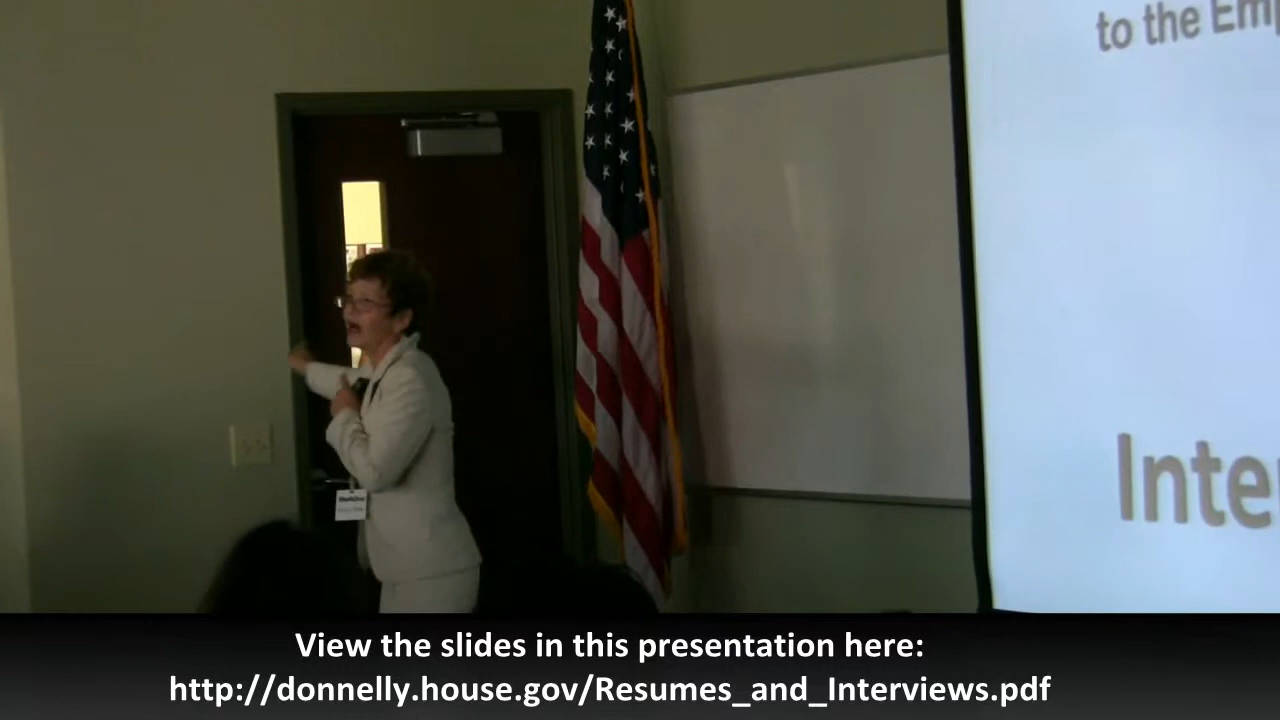 to the Em
Inte
View the slides in this presentation here:
http://donnelly.house.gov/Resumes_and_Interviews.pdf